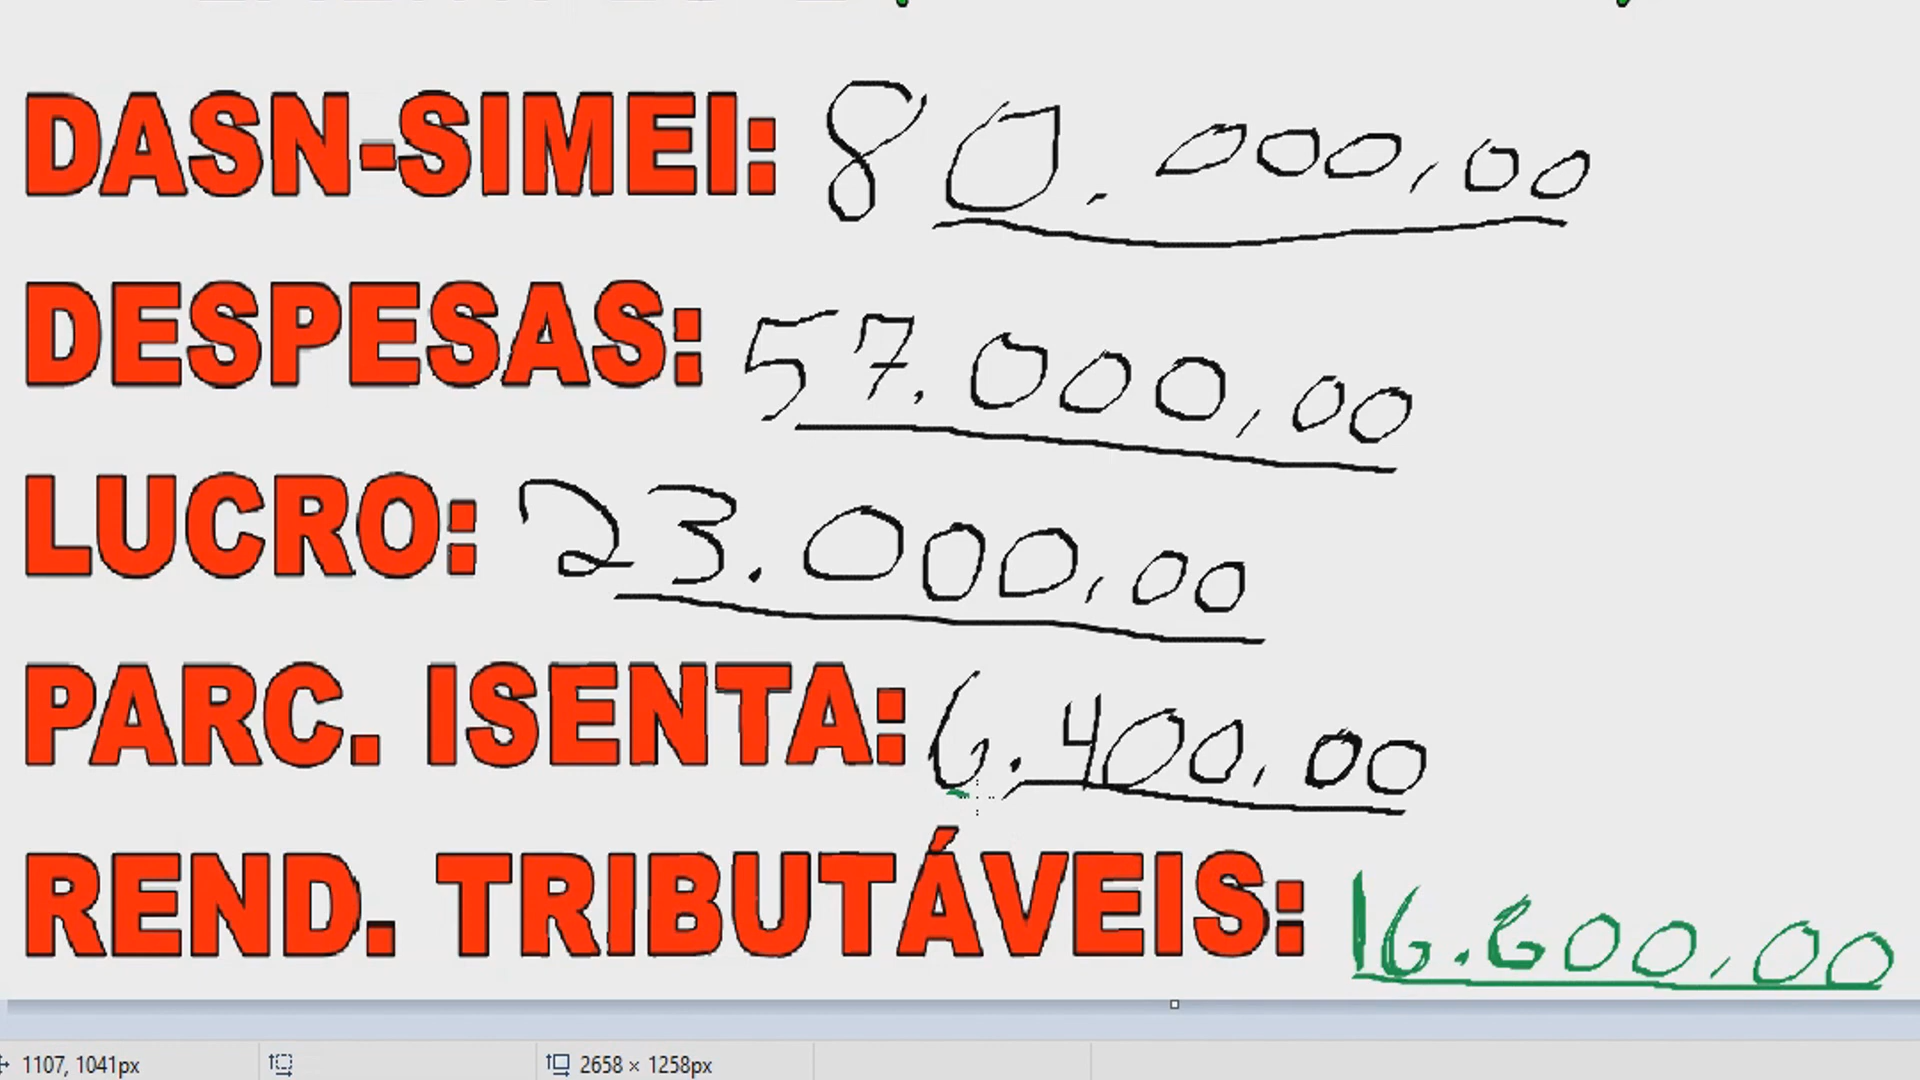 DASN-SIMEI: 80.000,00
DESPESAS: 57.000,00
LUCRO: 23.000,00
PARC. ISENTA: 6.400,00
REND. TRIBUTÁVEIS: 16.600,00
1107, 1041px 2658 × 1258px